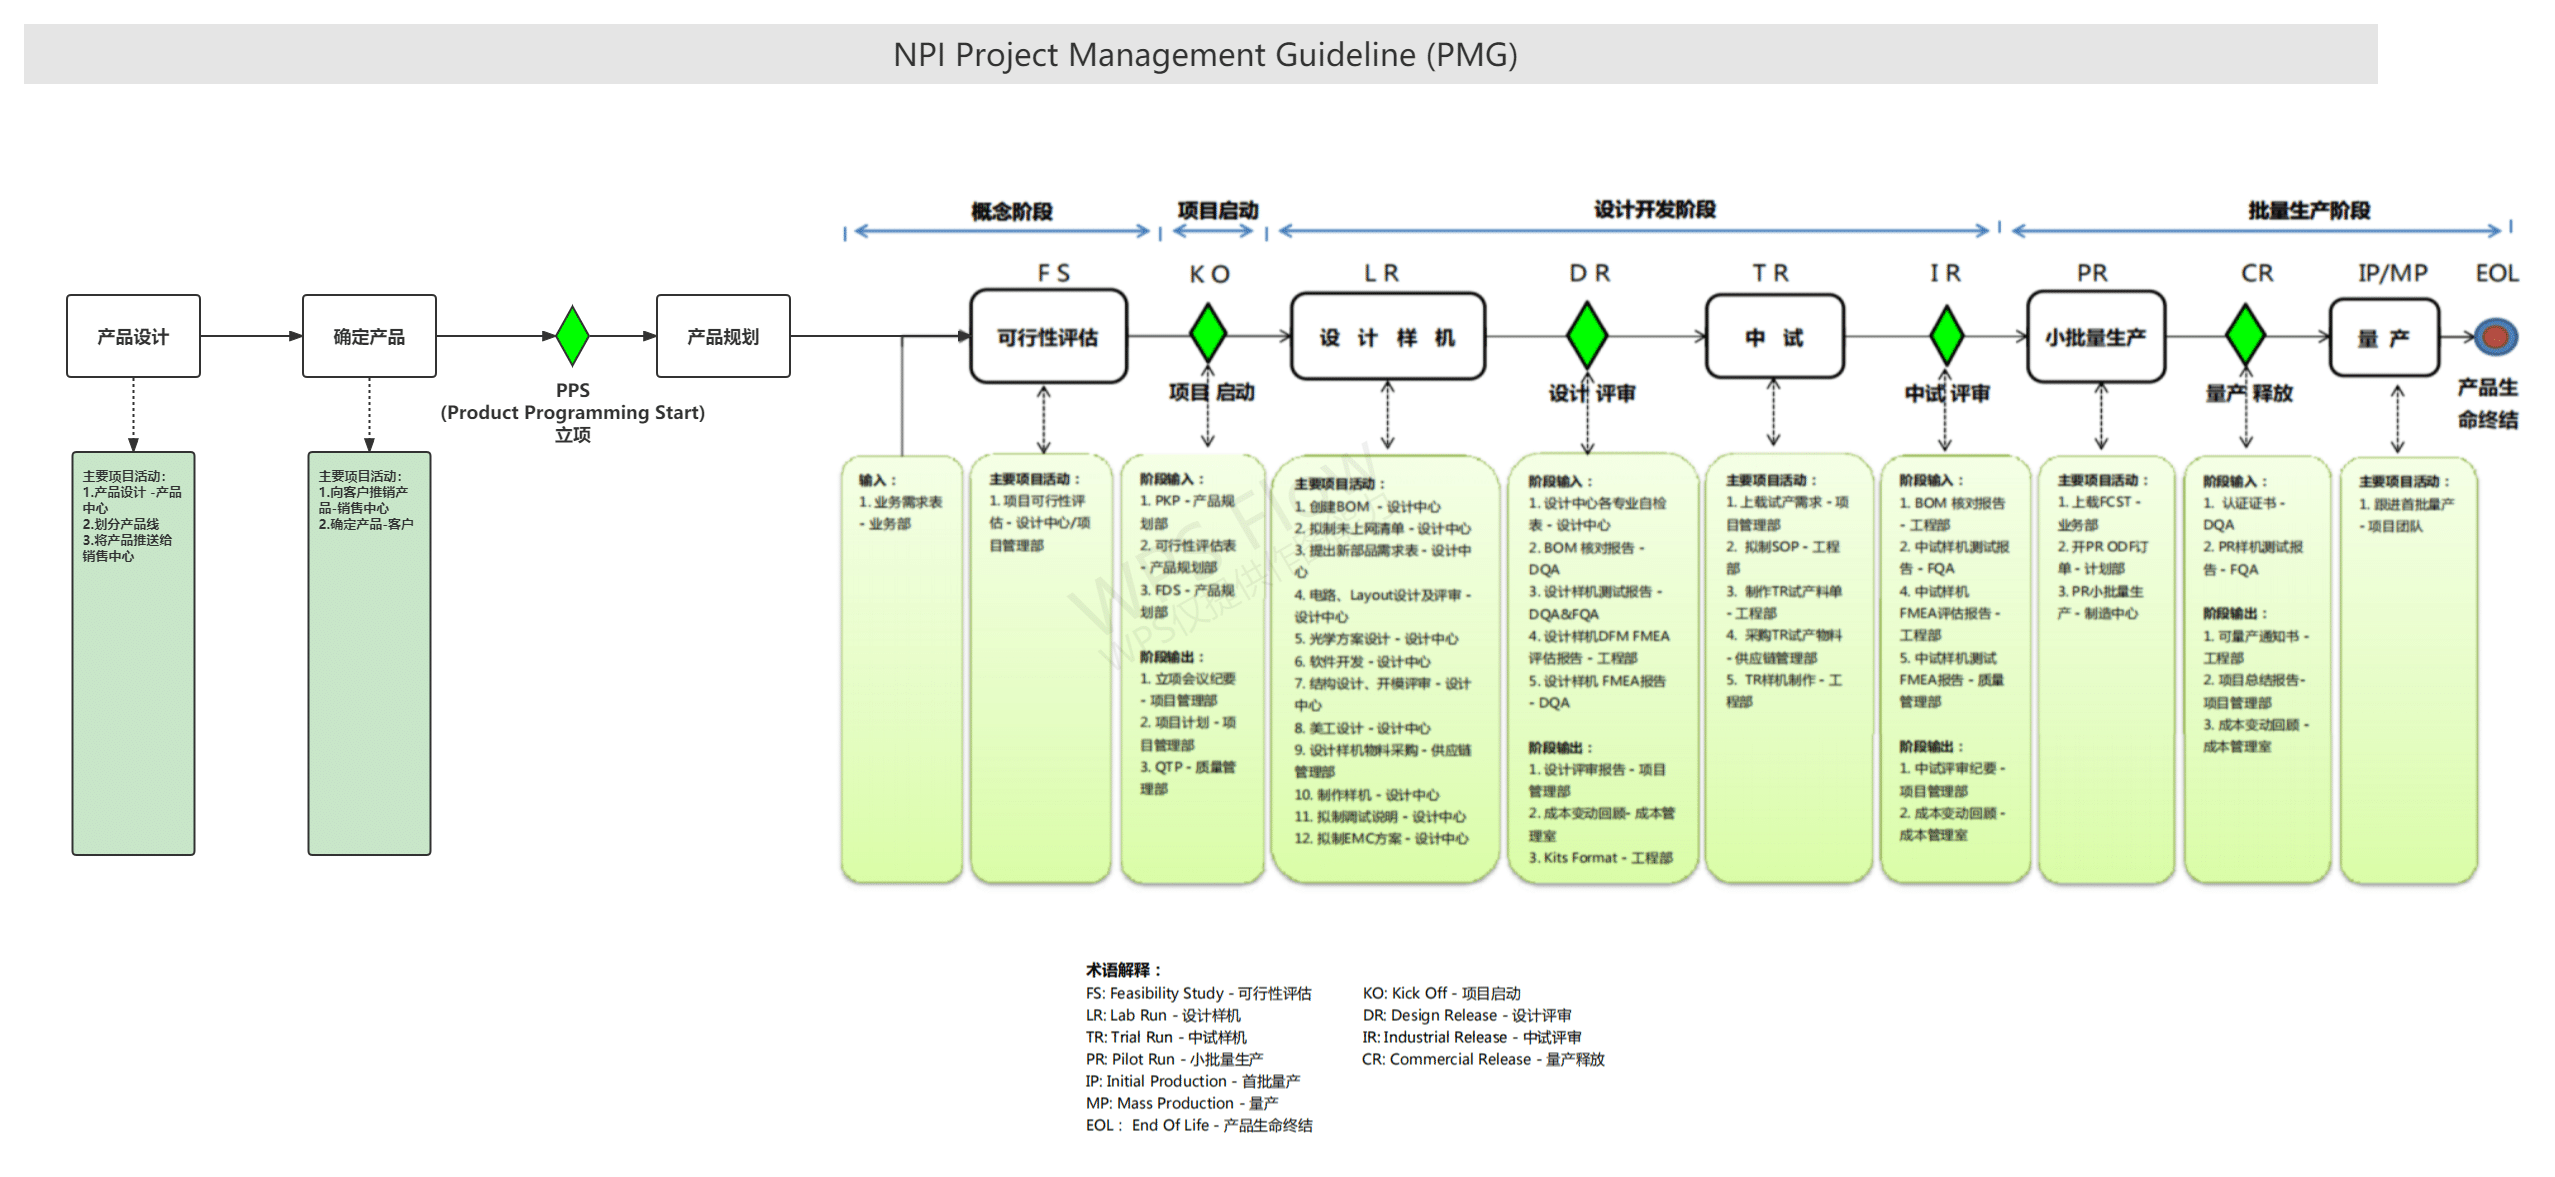 NPI Project Management Guideline (PMG)
概念阶段
项目启动
设计开发阶段
批量生产阶段
F S
K O
L R
D R
T R
I R
PR
CR
IP/MP
EOL
产品设计
确定产品
PPS
(Product Programming Start)
立项
产品规划
可行性评估
项目 启动
设 计 样 机
设计 评审
中 试
中试 评审
小批量生产
量产 释放
量 产
产品生
命终结
主要项目活动：
1.产品设计 -产品
中心
2.划分产品线
3.将产品推送给
销售中心
主要项目活动：
1.向客户推销产
品-销售中心
2.确定产品-客户
输入：
1. 业务需求表
- 业务部
主要项目活动：
1. 项目可行性评
估 - 设计中心/项
目管理部
阶段输入：
1. PKP - 产品规
划部
2. 可行性评估表
- 产品规划部
3. FDS - 产品规
划部
阶段输出：
1. 立项会议纪要
- 项目管理部
2. 项目计划 - 项
目管理部
3. QTP - 质量管
理部
主要项目活动：
1. 创建BOM - 设计中心
2. 拟制未上网清单 - 设计中心
3. 提出新部品需求表 - 设计中
心
4. 电路、Layout设计及评审 -
设计中心
5. 光学方案设计 - 设计中心
6. 软件开发 - 设计中心
7. 结构设计、开模评审 - 设计
中心
8. 美工设计 - 设计中心
9. 设计样机物料采购 - 供应链
管理部
10. 制作样机 - 设计中心
11. 拟制调试说明 - 设计中心
12. 拟制EMC方案 - 设计中心
阶段输入：
1. 设计中心各专业自检
表 - 设计中心
2. BOM 核对报告 -
DQA
3. 设计样机测试报告 -
DQA&FQA
4. 设计样机DFM FMEA
评估报告 - 工程部
5. 设计样机 FMEA报告
- DQA
阶段输出：
1. 设计评审报告 - 项目
管理部
2. 成本变动回顾- 成本管
理室
3. Kits Format - 工程部
主要项目活动：
1. 上载试产需求 - 项
目管理部
2. 拟制SOP - 工程
部
3. 制作TR试产料单
- 工程部
4. 采购TR试产物料
- 供应链管理部
5. TR样机制作 - 工
程部
阶段输入：
1. BOM 核对报告
- 工程部
2. 中试样机测试报
告 - FQA
4. 中试样机
FMEA评估报告 -
工程部
5. 中试样机测试
FMEA报告 - 质量
管理部
阶段输出：
1. 中试评审纪要 -
项目管理部
2. 成本变动回顾 -
成本管理室
主要项目活动：
1. 上载FCST -
业务部
2. 开PR ODF订
单 - 计划部
3. PR小批量生
产 - 制造中心
阶段输入：
1. 认证证书 -
DQA
2. PR样机测试报
告 - FQA
阶段输出：
1. 可量产通知书 -
工程部
2. 项目总结报告-
项目管理部
3. 成本变动回顾 -
成本管理室
主要项目活动：
1. 跟进首批量产
- 项目团队
WPS Flow
术语解释：
FS: Feasibility Study - 可行性评估
KO: Kick Off - 项目启动
LR: Lab Run - 设计样机
DR: Design Release - 设计评审
TR: Trial Run - 中试样机
IR: Industrial Release - 中试评审
PR: Pilot Run - 小批量生产
CR: Commercial Release - 量产释放
IP: Initial Production - 首批量产
MP: Mass Production - 量产
EOL： End Of Life - 产品生命终结